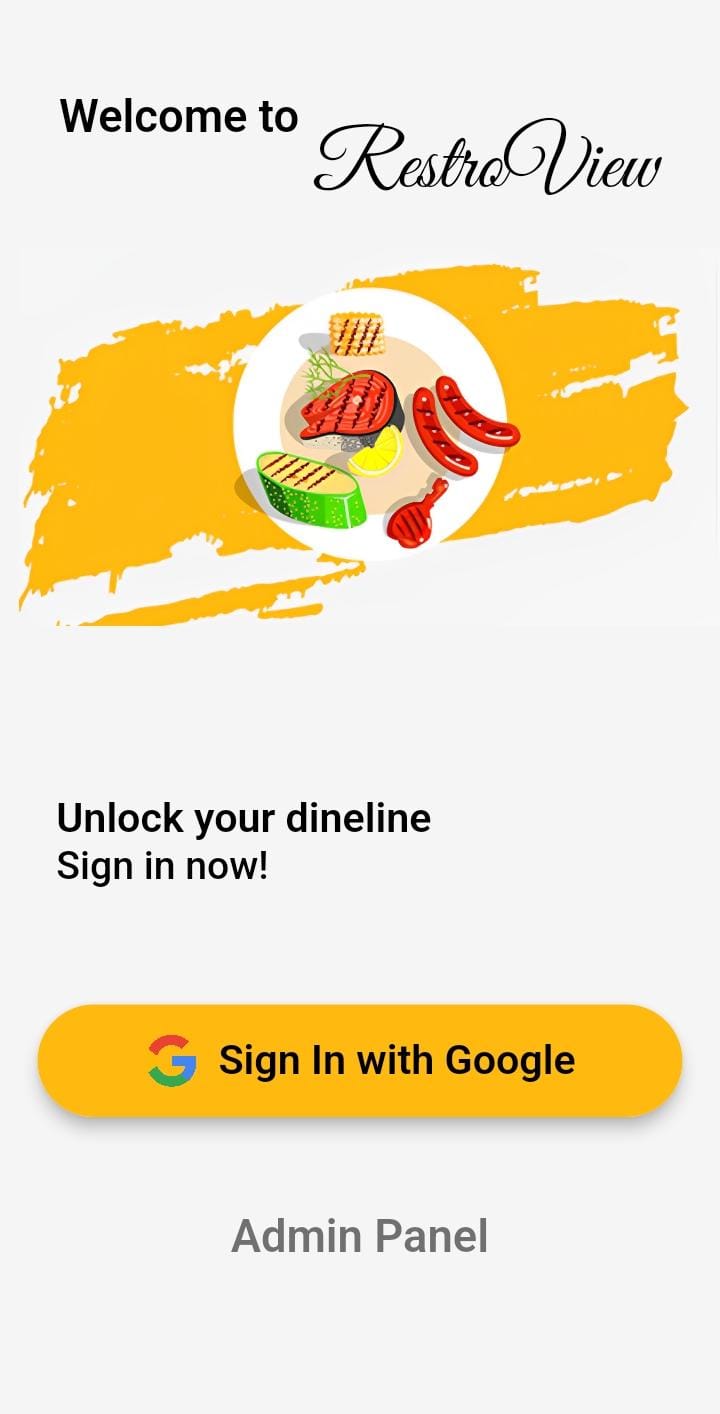 Welcome to RestroView
Unlock your dineline
Sign in now!
Sign In with Google
Admin Panel